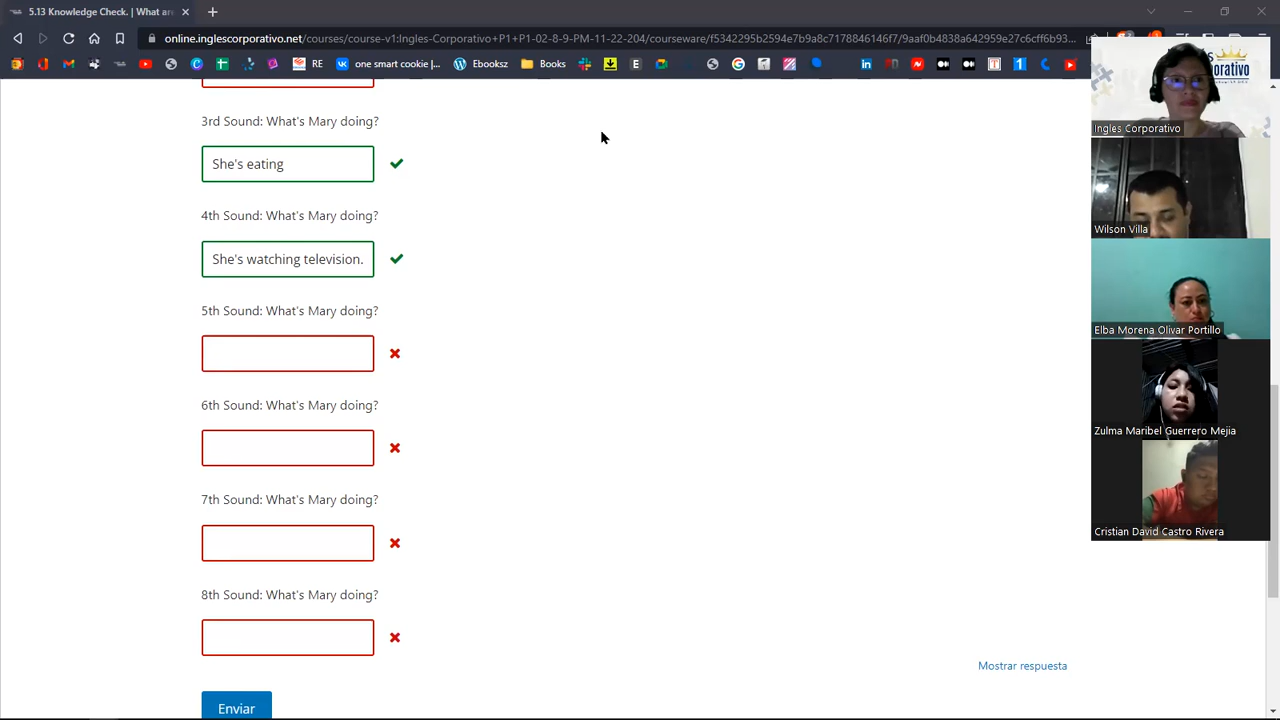 5.13 Knowledge Check. | What are
online.inglescorporativo.net/courses/course-v1:Ingles-Corporativo+P1+P1-02-8-9-PM-11-22-204/courseware/f5342295b2594e7b9a8c7178846146f7/9aaf0b4838a642959e27c6cff6b93...
RE
one smart cookie |...
Ebooks
Books
3rd Sound: What's Mary doing?
She's eating
4th Sound: What's Mary doing?
She's watching television.
5th Sound: What's Mary doing?
6th Sound: What's Mary doing?
7th Sound: What's Mary doing?
8th Sound: What's Mary doing?
Mostrar respuesta
Enviar
Ingles Corporativo
Wilson Villa
Elba Morena Olivar Portillo
Zulma Maribel Guerrero Mejia
Cristian David Castro Rivera